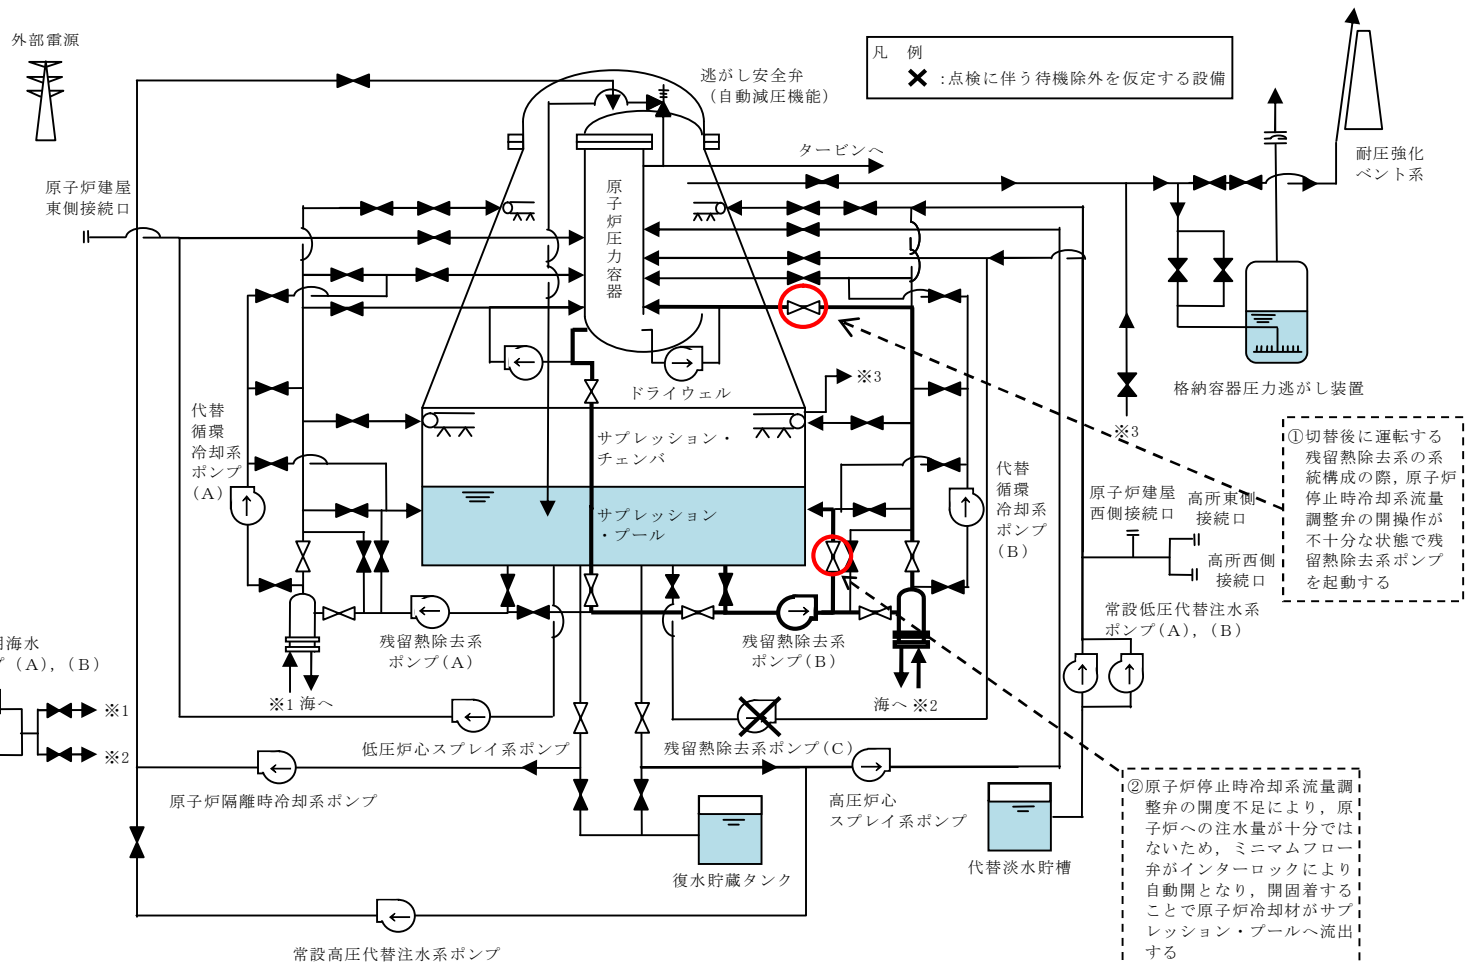 外部電源
凡　例
✕ :点検に伴う待機除外を仮定する設備
逃がし安全弁
（自動減圧機能）
タービンへ
耐圧強化
ベント系
原子炉建屋
東側接続口
原子炉圧力容器
ドライウェル
※3
格納容器圧力逃がし装置
※3
代替
循環
冷却系
ポンプ
(A)
サプレッション・
チェンバ
サプレッション
・プール
代替
循環
冷却系
ポンプ
(B)
原子炉建屋
西側接続口
高所東側
接続口
高所西側
接続口
①切替後に運転する
残留熱除去系の系
統構成の際，原子炉
停止時冷却系流量
調整弁の開操作が
不十分な状態で残
留熱除去系ポンプ
を起動する
残留熱除去系
ポンプ(A)
残留熱除去系
ポンプ(B)
常設低圧代替注水系
ポンプ(A)，(B)
海水
(A)，(B)
※1 海へ
海へ ※2
※1
※2
低圧炉心スプレイ系ポンプ
残留熱除去系ポンプ(C)
原子炉隔離時冷却系ポンプ
高圧炉心
スプレイ系ポンプ
復水貯蔵タンク
代替淡水貯槽
②原子炉停止時冷却系流量調
整弁の開度不足により，原
子炉への注水量が十分では
ないため，ミニマムフロー
弁がインターロックにより
自動開となり，開固着する
ことで原子炉冷却材がサプ
レッション・プールへ流出
する
常設高圧代替注水系ポンプ